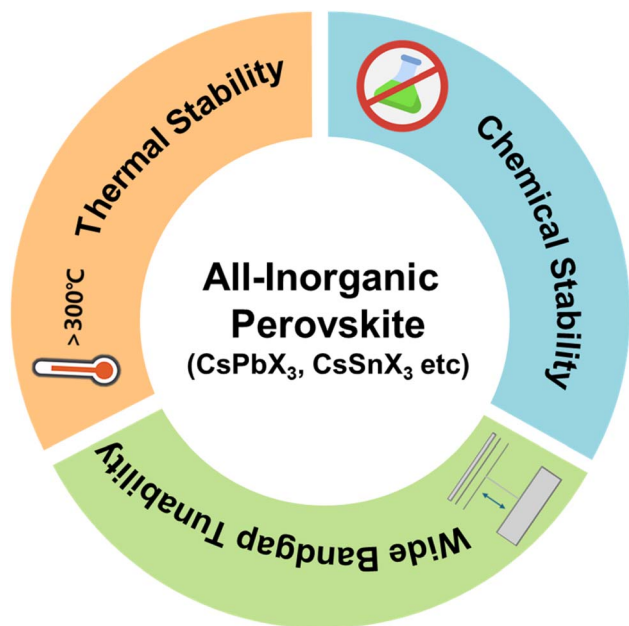 Thermal Stability
>300℃
Chemical Stability
All-Inorganic
Perovskite
(CsPbX₃, CsSnX₃ etc)
Wide Bandgap Tunability